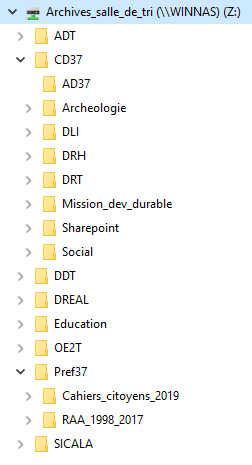 Archives_salle_de_tri (\\WINNAS) (Z:)
ADT
CD37
AD37
Archeologie
DLI
DRH
DRT
Mission_dev_durable
Sharepoint
Social
DDT
DREAL
Education
OE2T
Pref37
Cahiers_citoyens_2019
RAA_1998_2017
SICALA